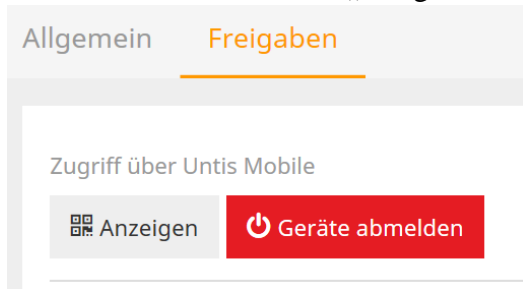 Allgemein Freigaben
Zugriff über Untis Mobile
Anzeigen Geräte abmelden